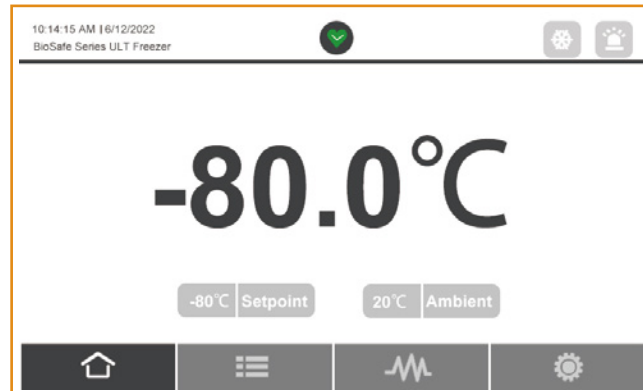 10:14:15 AM | 6/12/2022
BioSafe Series ULT Freezer
-80.0°C
-80°C Setpoint
20°C Ambient